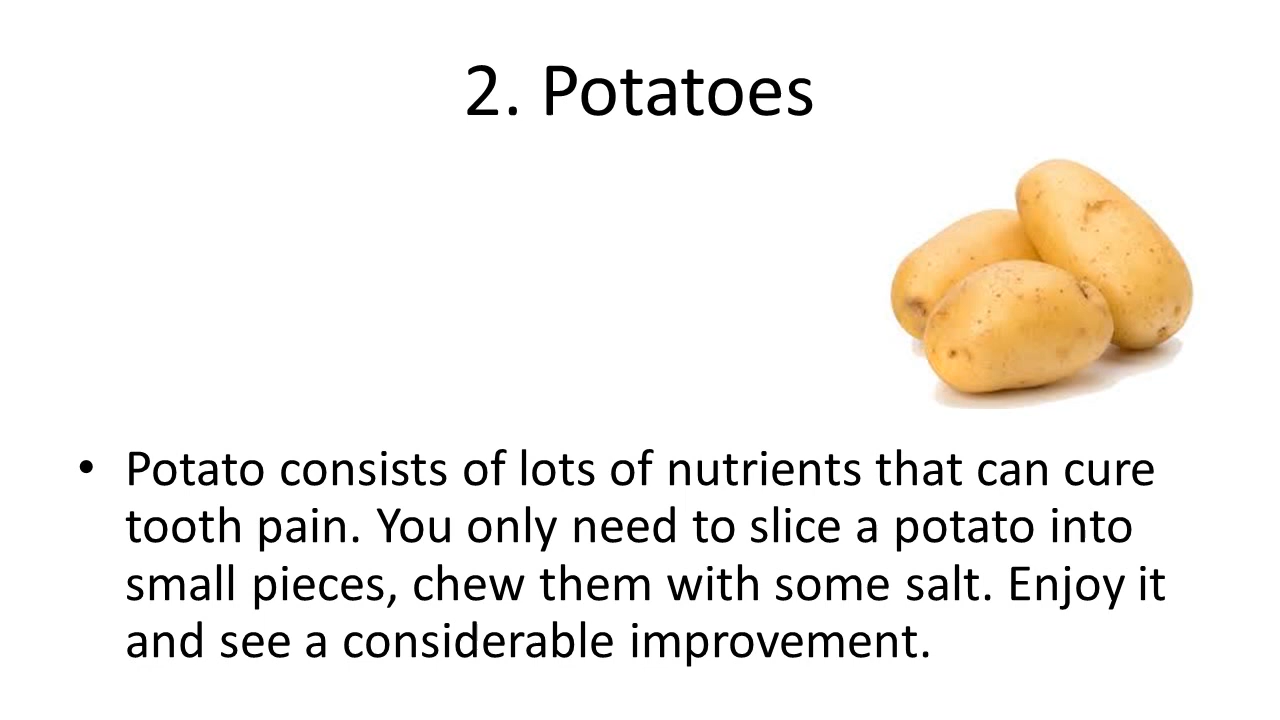 2. Potatoes
• Potato consists of lots of nutrients that can cure
tooth pain. You only need to slice a potato into
small pieces, chew them with some salt. Enjoy it
and see a considerable improvement.